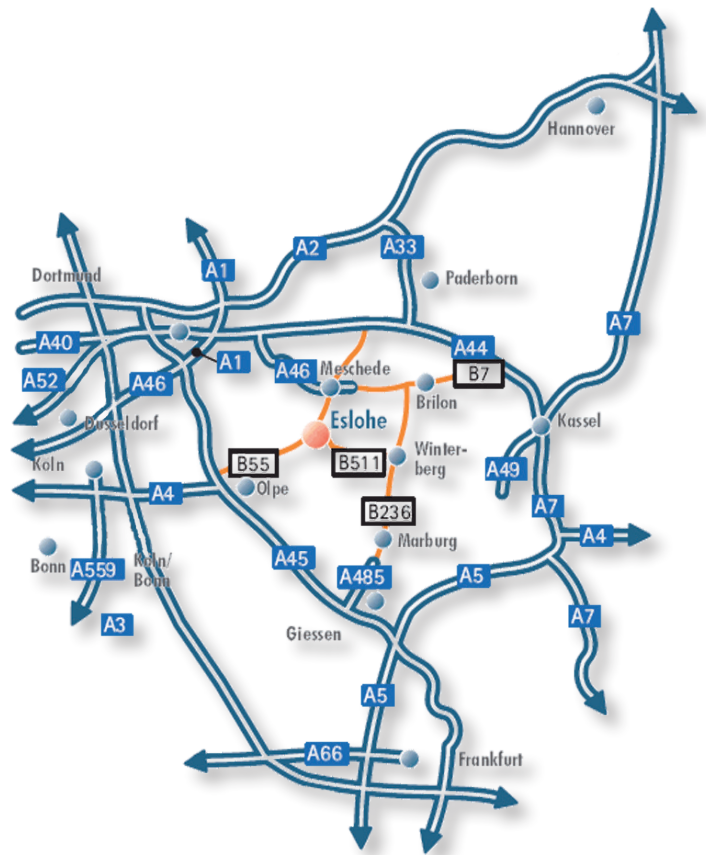 Hannover
A2
A33
A1
Dortmund
Paderborn
A7
A40
A1
A44
A52
A46
A46
Meschede
B7
Brilon
Dusseldorf
Eslohe
Kassel
Köln
B55
B511
Winter-
berg
A49
A4
Olpe
B236
A7
A4
Bonn
A559
Köln/
Bonn
A45
Marburg
A485
A5
A3
Giessen
A7
A5
A66
Frankfurt